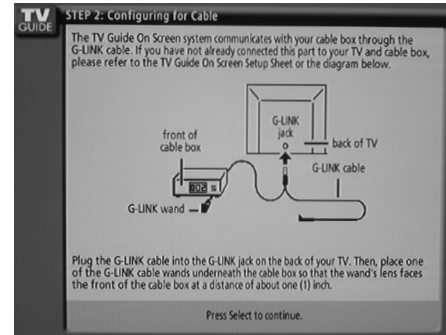 TV
GUIDE
STEP 2: Configuring for Cable
The TV Guide On Screen system communicates with your cable box through the
G-LINK cable. If you have not already connected this part to your TV and cable box,
please refer to the TV Guide On Screen Setup Sheet or the diagram below.
G-LINK
jack
front of
cable box
back of TV
G-LINK cable
G-LINK wand
Plug the G-LINK cable into the G-LINK jack on the back of your TV. Then, place one
of the G-LINK cable wands underneath the cable box so that the wand's lens faces
the front of the cable box at a distance of about one (1) inch.
Press Select to continue.